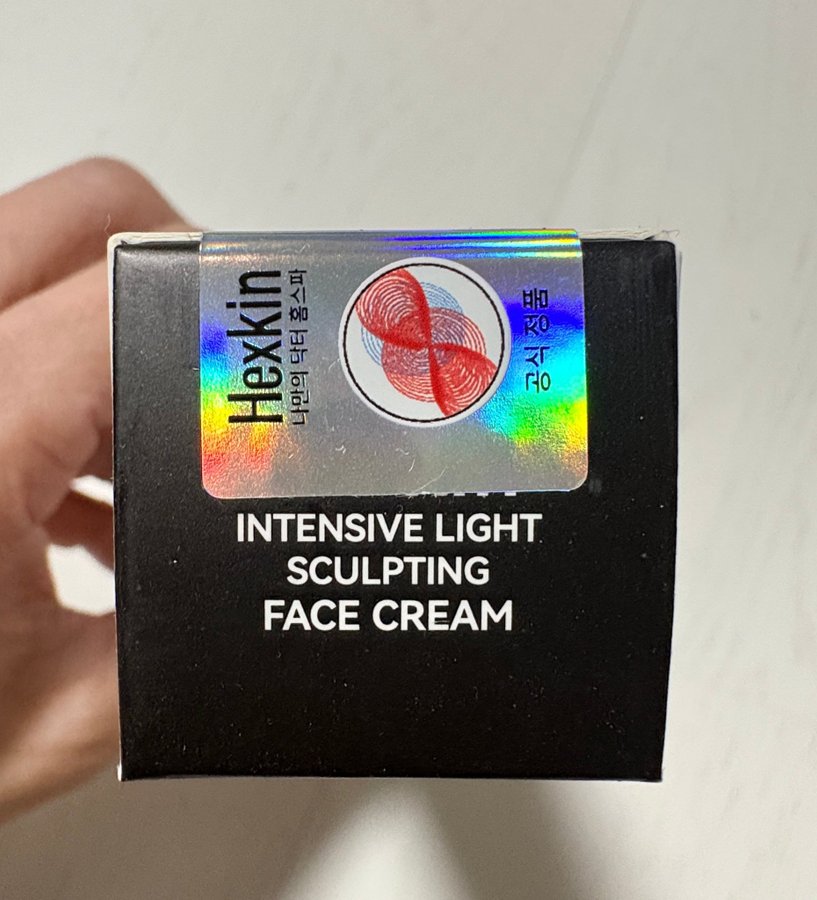 Hexkin
나만의 닥터 홈스파
공식 정품
INTENSIVE LIGHT
SCULPTING
FACE CREAM